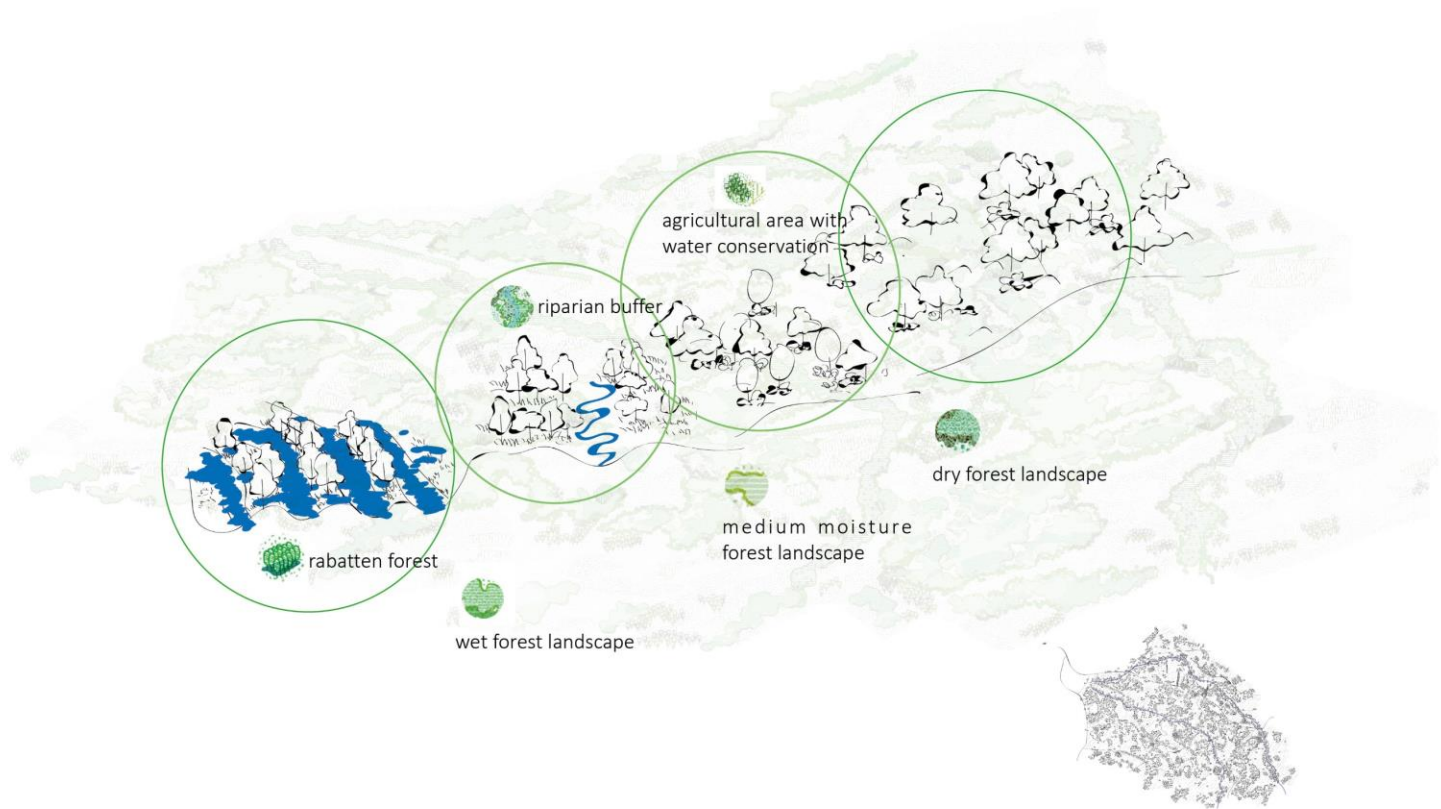 agricultural area with
water conservation
riparian buffer
dry forest landscape
medium moisture
forest landscape
rabatten forest
wet forest landscape